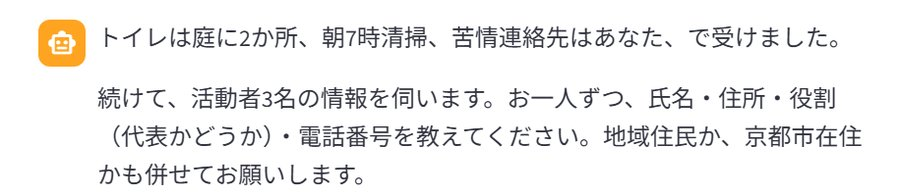 トイレは庭に2か所、朝7時清掃、苦情連絡先はあなた、で受けました。
続けて、活動者3名の情報を伺います。お一人ずつ、氏名・住所・役割
（代表かどうか）・電話番号を教えてください。地域住民か、京都市在住
かも併せてお願いします。